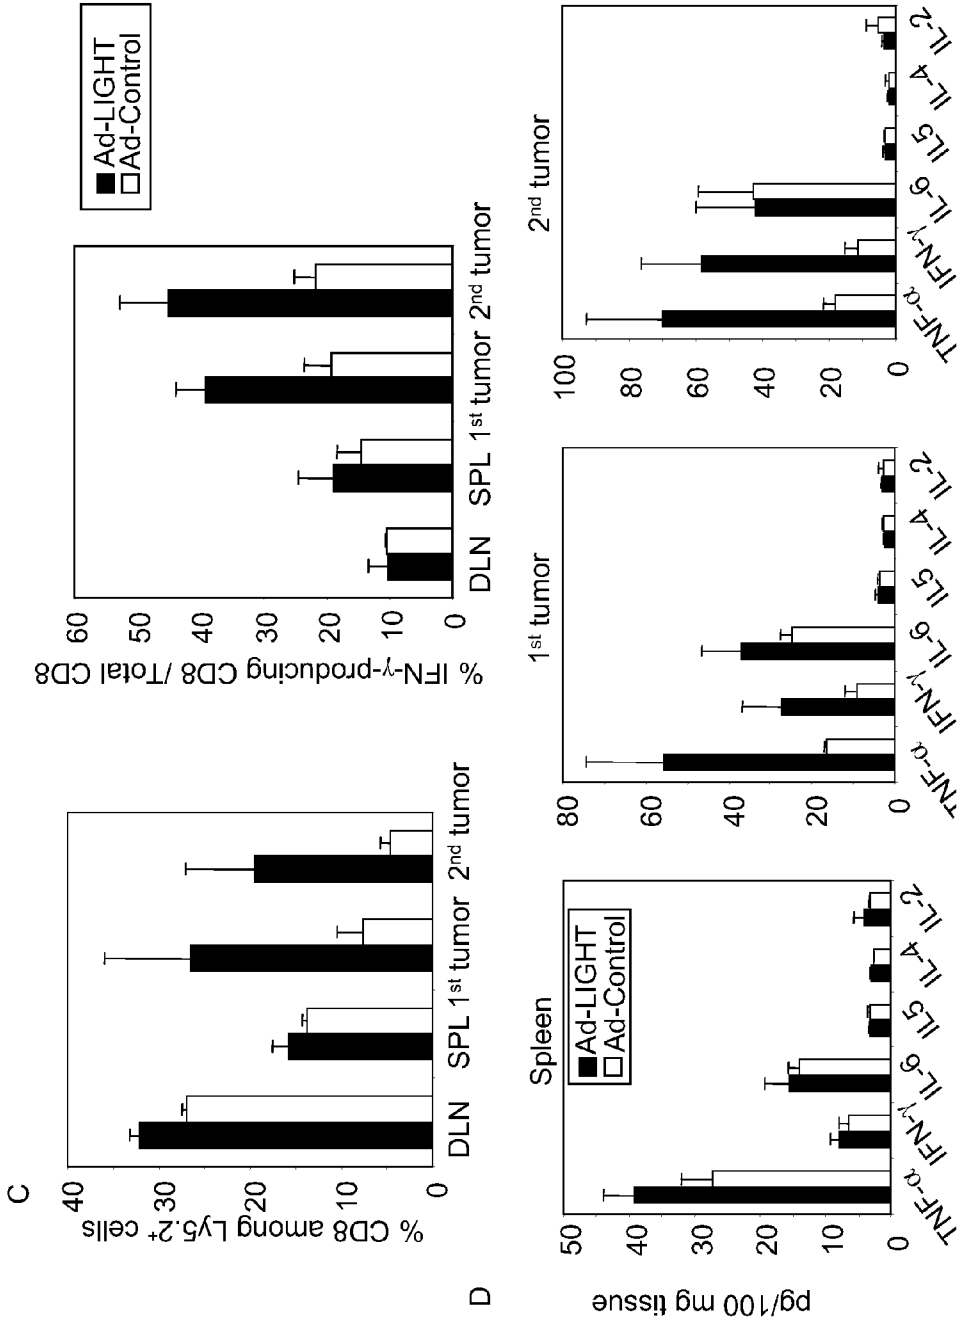 C
% CD8 among Ly5.2+ cells
40
30
20
10
0
DLN SPL 1st tumor 2nd tumor
% IFN-γ-producing CD8 / Total CD8
60
50
40
30
20
10
0
DLN SPL 1st tumor 2nd tumor
Ad-LIGHT
Ad-Control
D
pg/100 mg tissue
Spleen
50
40
30
20
10
0
Ad-LIGHT
Ad-Control
TNF-α IFN-γ IL-6 IL5 IL-4 IL-2
1st tumor
80
60
40
20
0
TNF-α IFN-γ IL-6 IL5 IL-4 IL-2
2nd tumor
100
80
60
40
20
0
TNF-α IFN-γ IL-6 IL5 IL-4 IL-2